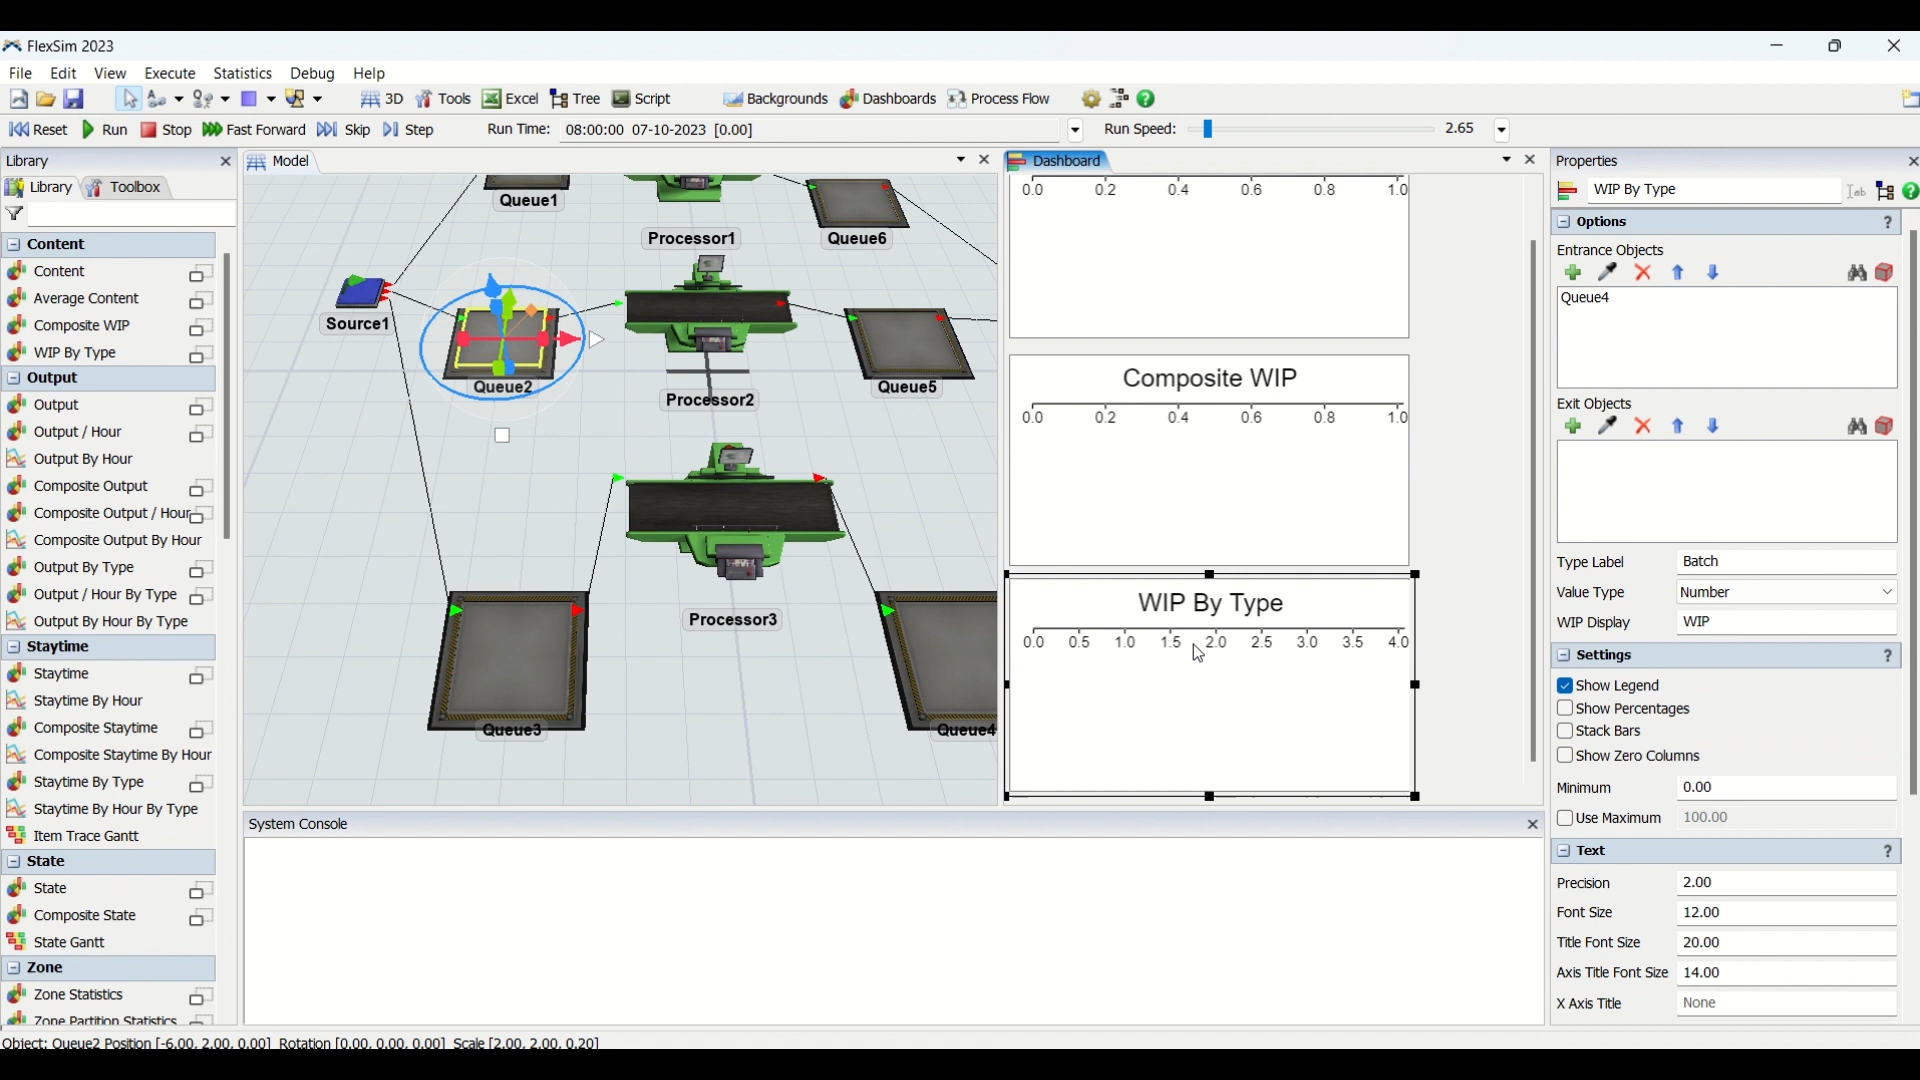 FlexSim 2023
File Edit View Execute Statistics Debug Help
3D Tools Excel Tree Script Backgrounds Dashboards Process Flow
Reset Run Stop Fast Forward Skip Step Run Time: 08:00:00 07-10-2023 [0.00] Run Speed: 2.65
Library
Library Toolbox
Content
Content
Average Content
Composite WIP
WIP By Type
Output
Output
Output / Hour
Output By Hour
Composite Output
Composite Output / Hour
Composite Output By Hour
Output By Type
Output / Hour By Type
Output By Hour By Type
Staytime
Staytime
Staytime By Hour
Composite Staytime
Composite Staytime By Hour
Staytime By Type
Staytime By Hour By Type
Item Trace Gantt
State
State
Composite State
State Gantt
Zone
Zone Statistics
Zone Partition Statistics
Model
Queue1
Processor1
Queue6
Source1
Queue2
Processor2
Queue5
Processor3
Queue3
Queue4
Dashboard
0.0 0.2 0.4 0.6 0.8 1.0
Composite WIP
0.0 0.2 0.4 0.6 0.8 1.0
WIP By Type
0.0 0.5 1.0 1.5 2.0 2.5 3.0 3.5 4.0
System Console
Properties
WIP By Type
Options ?
Entrance Objects
Queue4
Exit Objects
Type Label Batch
Value Type Number
WIP Display WIP
Settings ?
Show Legend
Show Percentages
Stack Bars
Show Zero Columns
Minimum 0.00
Use Maximum 100.00
Text ?
Precision 2.00
Font Size 12.00
Title Font Size 20.00
Axis Title Font Size 14.00
X Axis Title None
Object: Queue2 Position [-6.00, 2.00, 0.00] Rotation [0.00, 0.00, 0.00] Scale [2.00, 2.00, 0.20]